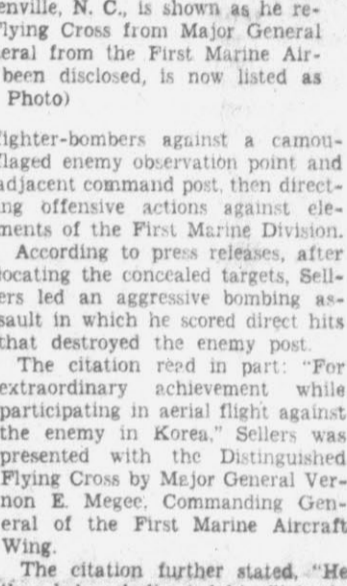 enville, N. C., is shown as he re-
lying Cross from Major General
eral from the First Marine Air-
been disclosed, is now listed as
Photo)
fighter-bombers against a camou-
flaged enemy observation point and
adjacent command post, then direct-
ng offensive actions against ele-
ments of the First Marine Division.
According to press releases, after
locating the concealed targets, Sell-
ers led an aggressive bombing as-
sault in which he scored direct hits
that destroyed the enemy post.
The citation reed in part: "For
extraordinary achievement while
participating in aerial flight against
the enemy in Korea," Sellers was
presented with the Distinguished
Flying Cross by Major General Ver-
non E. Megee, Commanding Gen-
eral of the First Marine Aircraft
Wing.
The citation further stated, "He